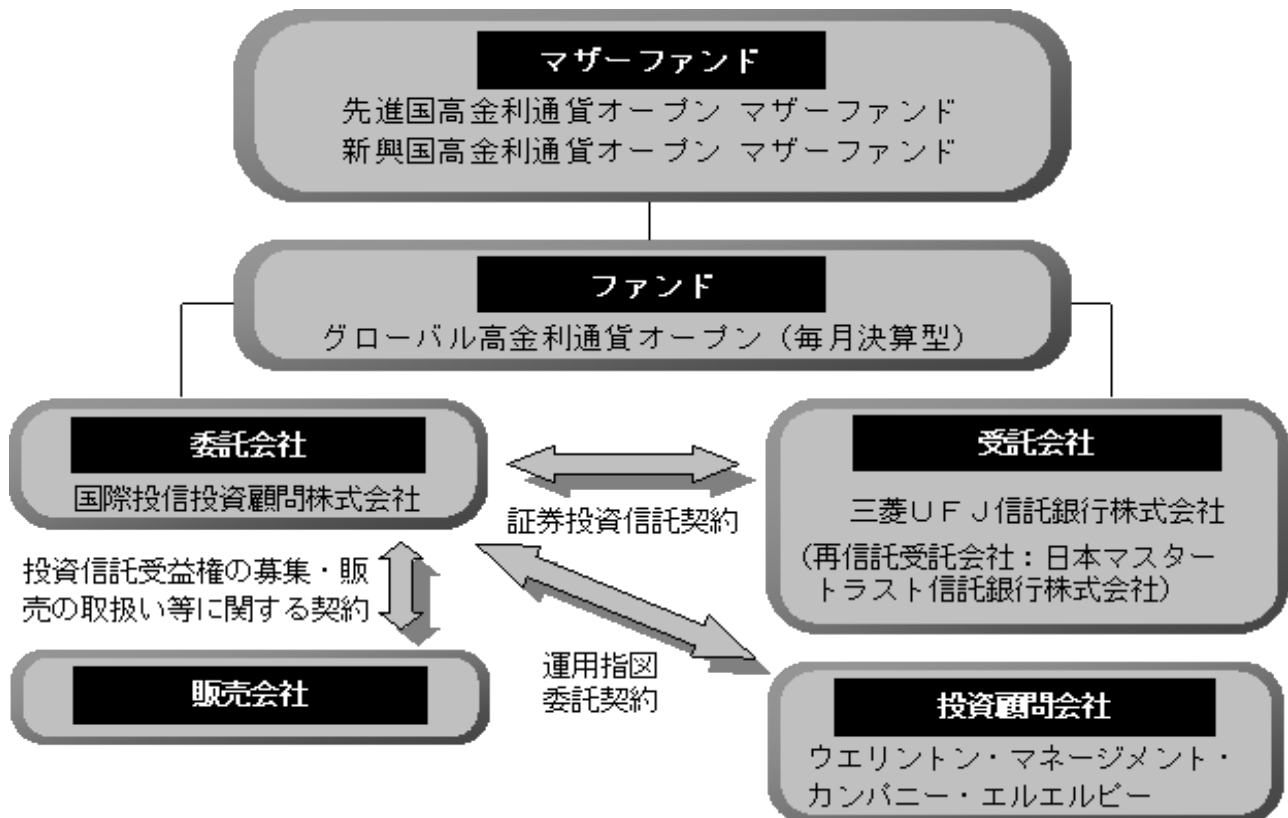 マザーファンド
先進国高金利通貨オープン マザーファンド
新興国高金利通貨オープン マザーファンド
ファンド
グローバル高金利通貨オープン（毎月決算型）
委託会社
国際投信投資顧問株式会社
証券投資信託契約
受託会社
三菱ＵＦＪ信託銀行株式会社
（再信託受託会社：日本マスター
トラスト信託銀行株式会社）
投資信託受益権の募集・販
売の取扱い等に関する契約
販売会社
運用指図
委託契約
投資顧問会社
ウエリントン・マネージメント・
カンパニー・エルエルピー